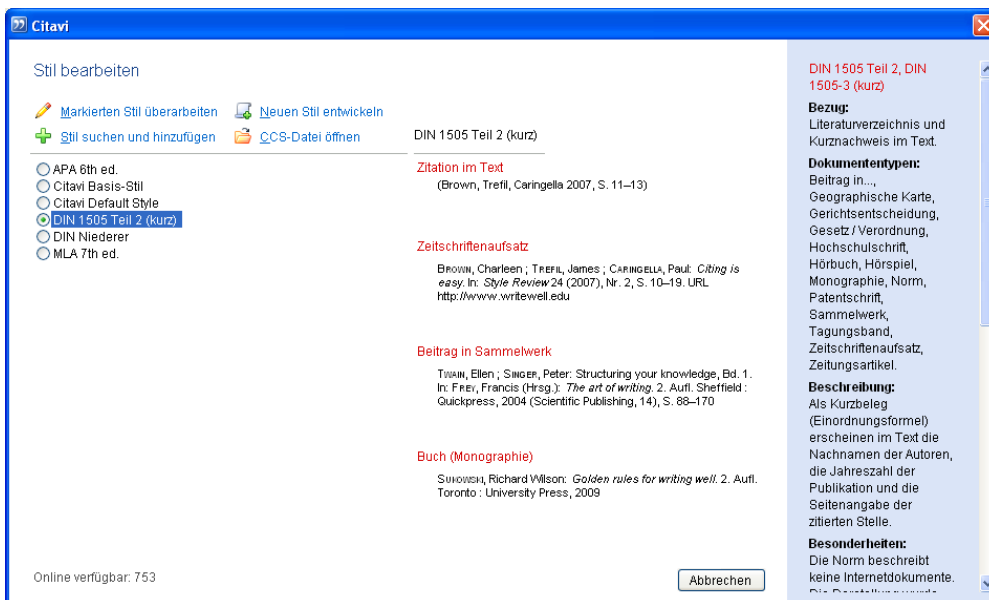 Citavi
Stil bearbeiten
Markierten Stil überarbeiten
Neuen Stil entwickeln
Stil suchen und hinzufügen
CCS-Datei öffnen
APA 6th ed.
Citavi Basis-Stil
Citavi Default Style
DIN 1505 Teil 2 (kurz)
DIN Niederer
MLA 7th ed.
Online verfügbar: 753
DIN 1505 Teil 2 (kurz)
Zitation im Text
(Brown, Trefil, Caringella 2007, S. 11–13)
Zeitschriftenaufsatz
BROWN, Charleen ; TREFIL, James ; CARINGELLA, Paul: Citing is
easy. In: Style Review 24 (2007), Nr. 2, S. 10–19. URL
http://www.writewell.edu
Beitrag in Sammelwerk
TWAIN, Ellen ; SINGER, Peter: Structuring your knowledge, Bd. 1.
In: FREY, Francis (Hrsg.): The art of writing. 2. Aufl. Sheffield :
Quickpress, 2004 (Scientific Publishing, 14), S. 88–170
Buch (Monographie)
SUHOWSKI, Richard Wilson: Golden rules for writing well. 2. Aufl.
Toronto : University Press, 2009
Abbrechen
DIN 1505 Teil 2, DIN
1505-3 (kurz)
Bezug:
Literaturverzeichnis und
Kurznachweis im Text.
Dokumententypen:
Beitrag in...,
Geographische Karte,
Gerichtsentscheidung,
Gesetz / Verordnung,
Hochschulschrift,
Hörbuch, Hörspiel,
Monographie, Norm,
Patentschrift,
Sammelwerk,
Tagungsband,
Zeitschriftenaufsatz,
Zeitungsartikel.
Beschreibung:
Als Kurzbeleg
(Einordnungsformel)
erscheinen im Text die
Nachnamen der Autoren,
die Jahreszahl der
Publikation und die
Seitenangabe der
zitierten Stelle.
Besonderheiten:
Die Norm beschreibt
keine Internetdokumente.
Die Darstellung wurde